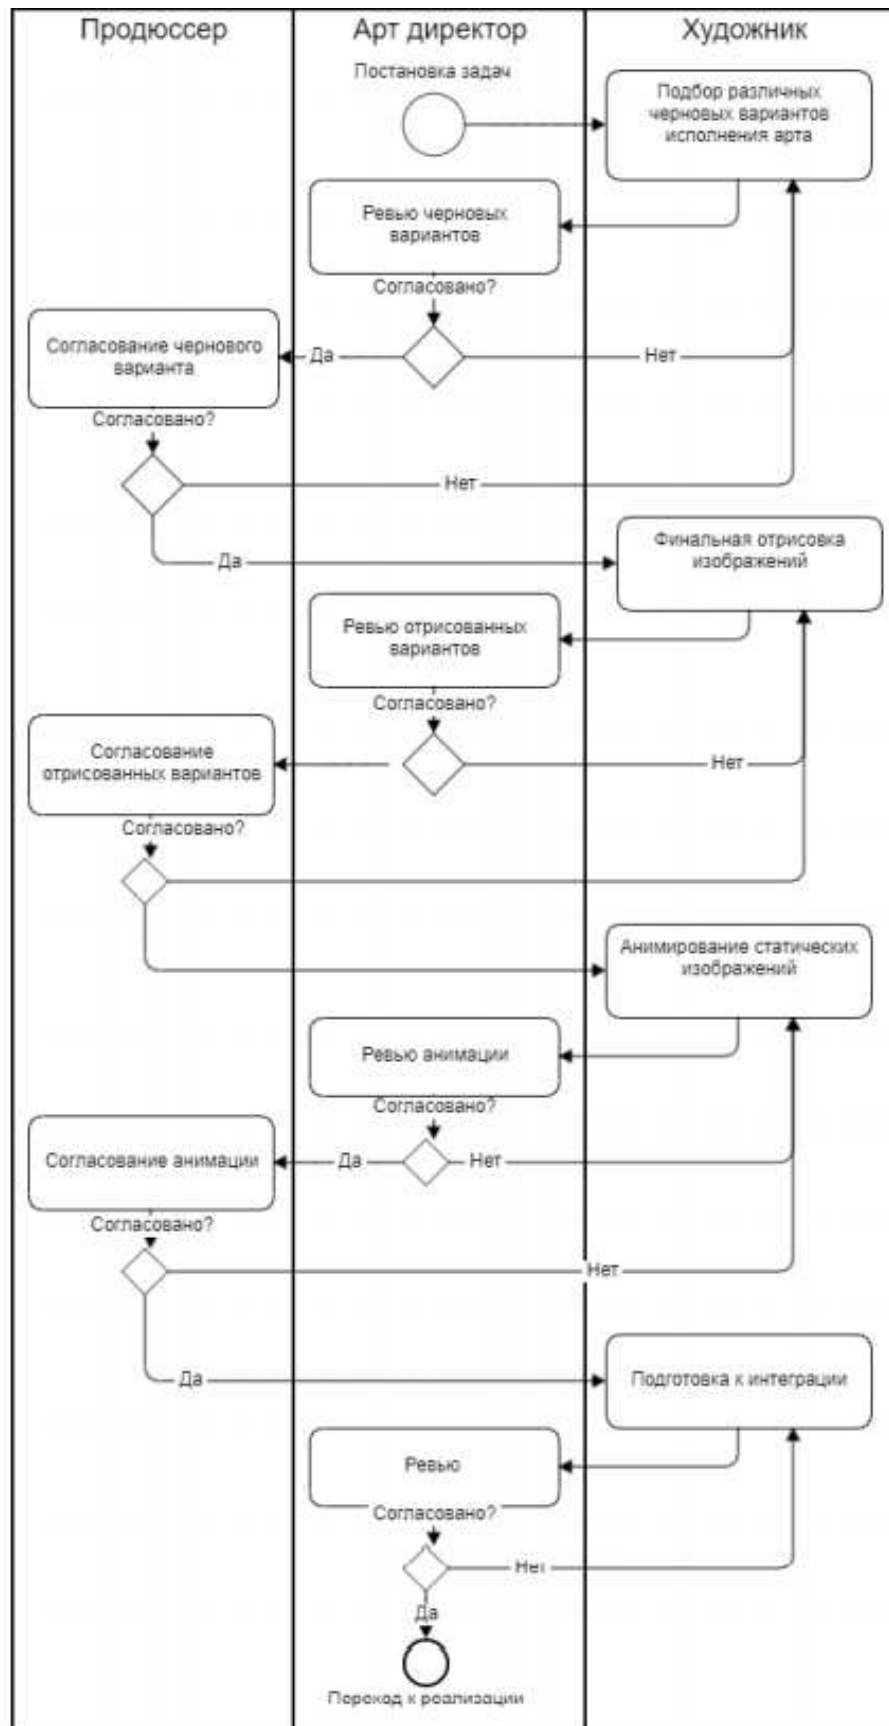 Продюссер
Арт директор
Художник
Постановка задач
Подбор различных
черновых вариантов
исполнения арта
Ревью черновых
вариантов
Согласовано?
Согласование чернового
варианта
Да
Нет
Согласовано?
Нет
Да
Финальная отрисовка
изображений
Ревью отрисованных
вариантов
Согласовано?
Согласование
отрисованных вариантов
Нет
Согласовано?
Анимирование статических
изображений
Ревью анимации
Согласовано?
Согласование анимации
Да
Нет
Согласовано?
Нет
Да
Подготовка к интеграции
Ревью
Согласовано?
Нет
Да
Переход к реализации